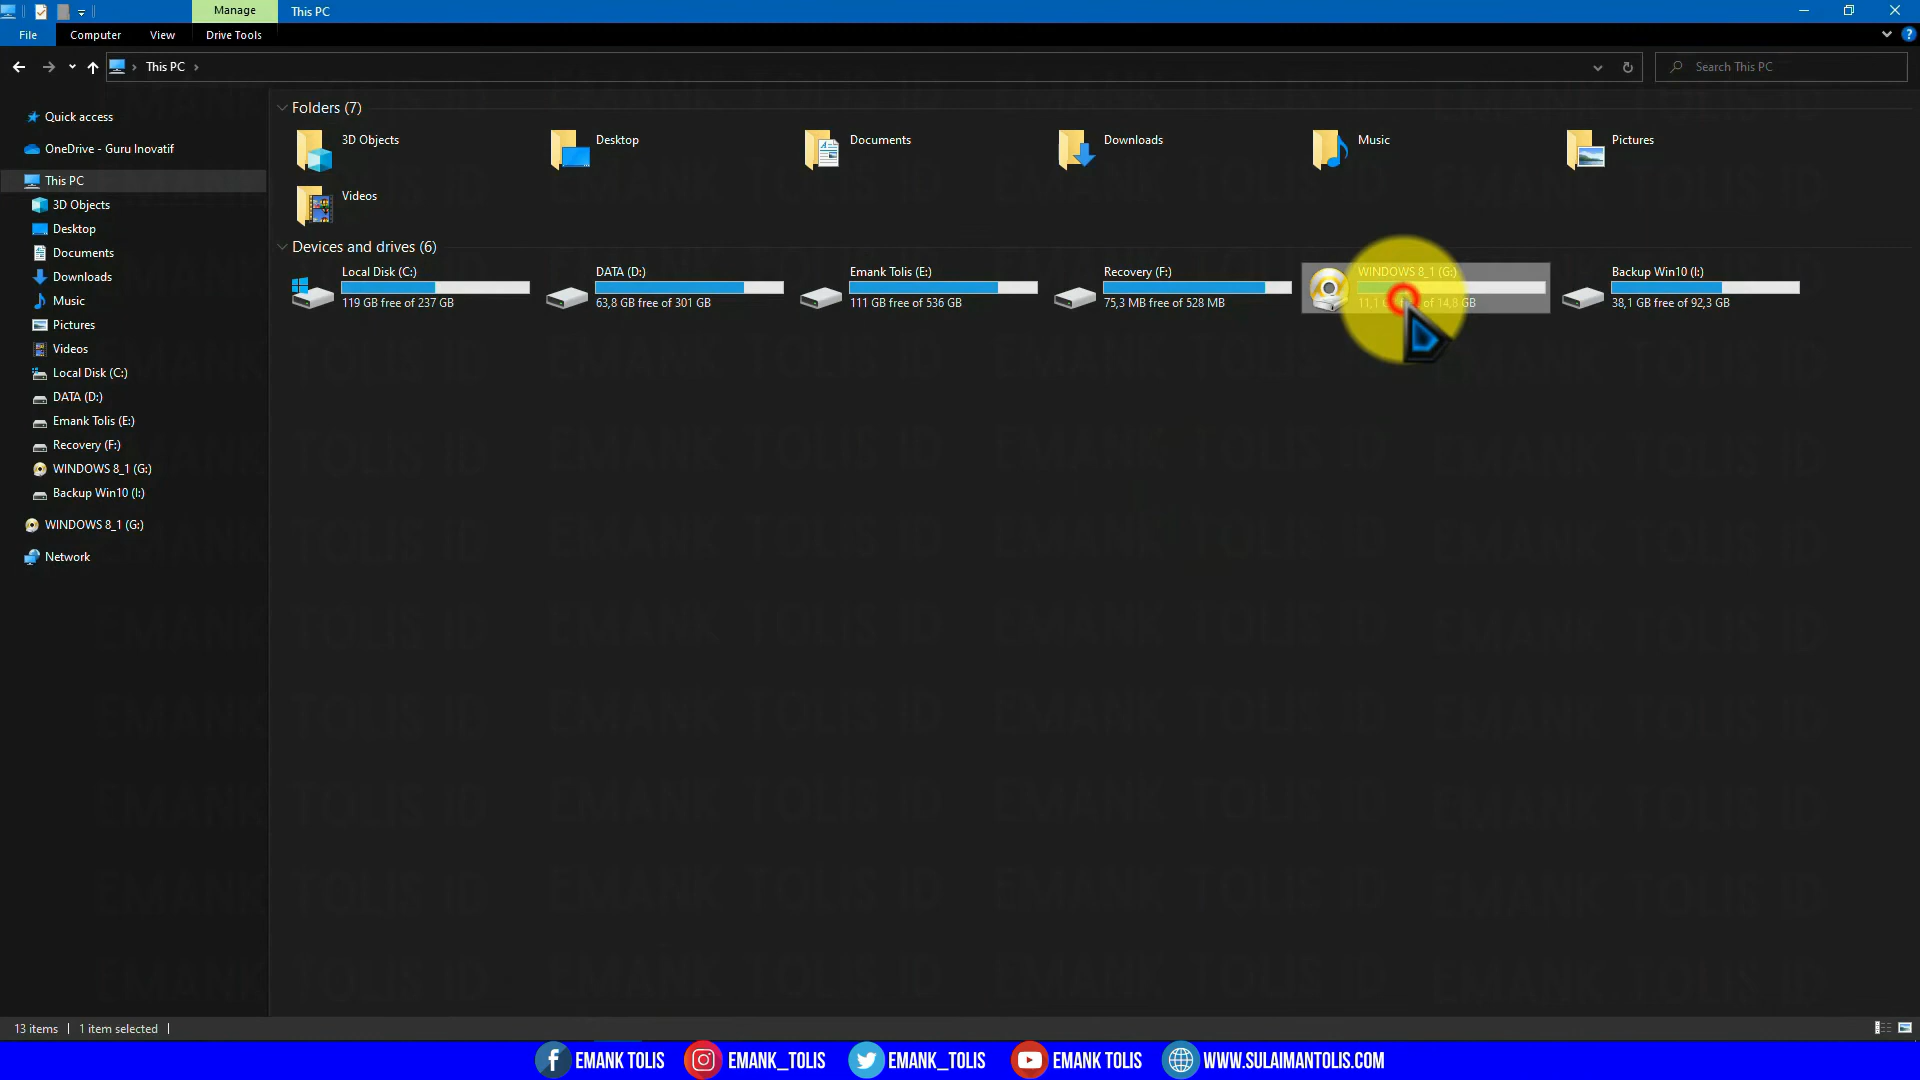 Manage
This PC
File
Computer
View
Drive Tools
This PC
Search This PC
Quick access
OneDrive - Guru Inovatif
This PC
3D Objects
Desktop
Documents
Downloads
Music
Pictures
Videos
Local Disk (C:)
DATA (D:)
Emank Tolis (E:)
Recovery (F:)
WINDOWS 8_1 (G:)
Backup Win10 (I:)
WINDOWS 8_1 (G:)
Network
Folders (7)
3D Objects
Desktop
Documents
Downloads
Music
Pictures
Videos
Devices and drives (6)
Local Disk (C:)
119 GB free of 237 GB
DATA (D:)
63,8 GB free of 301 GB
Emank Tolis (E:)
111 GB free of 536 GB
Recovery (F:)
75,3 MB free of 528 MB
WINDOWS 8_1 (G:)
11,1 GB free of 14,8 GB
Backup Win10 (I:)
38,1 GB free of 92,3 GB
EMANK TOLIS ID
13 items
1 item selected
EMANK TOLIS
EMANK_TOLIS
EMANK_TOLIS
EMANK TOLIS
WWW.SULAIMANTOLIS.COM